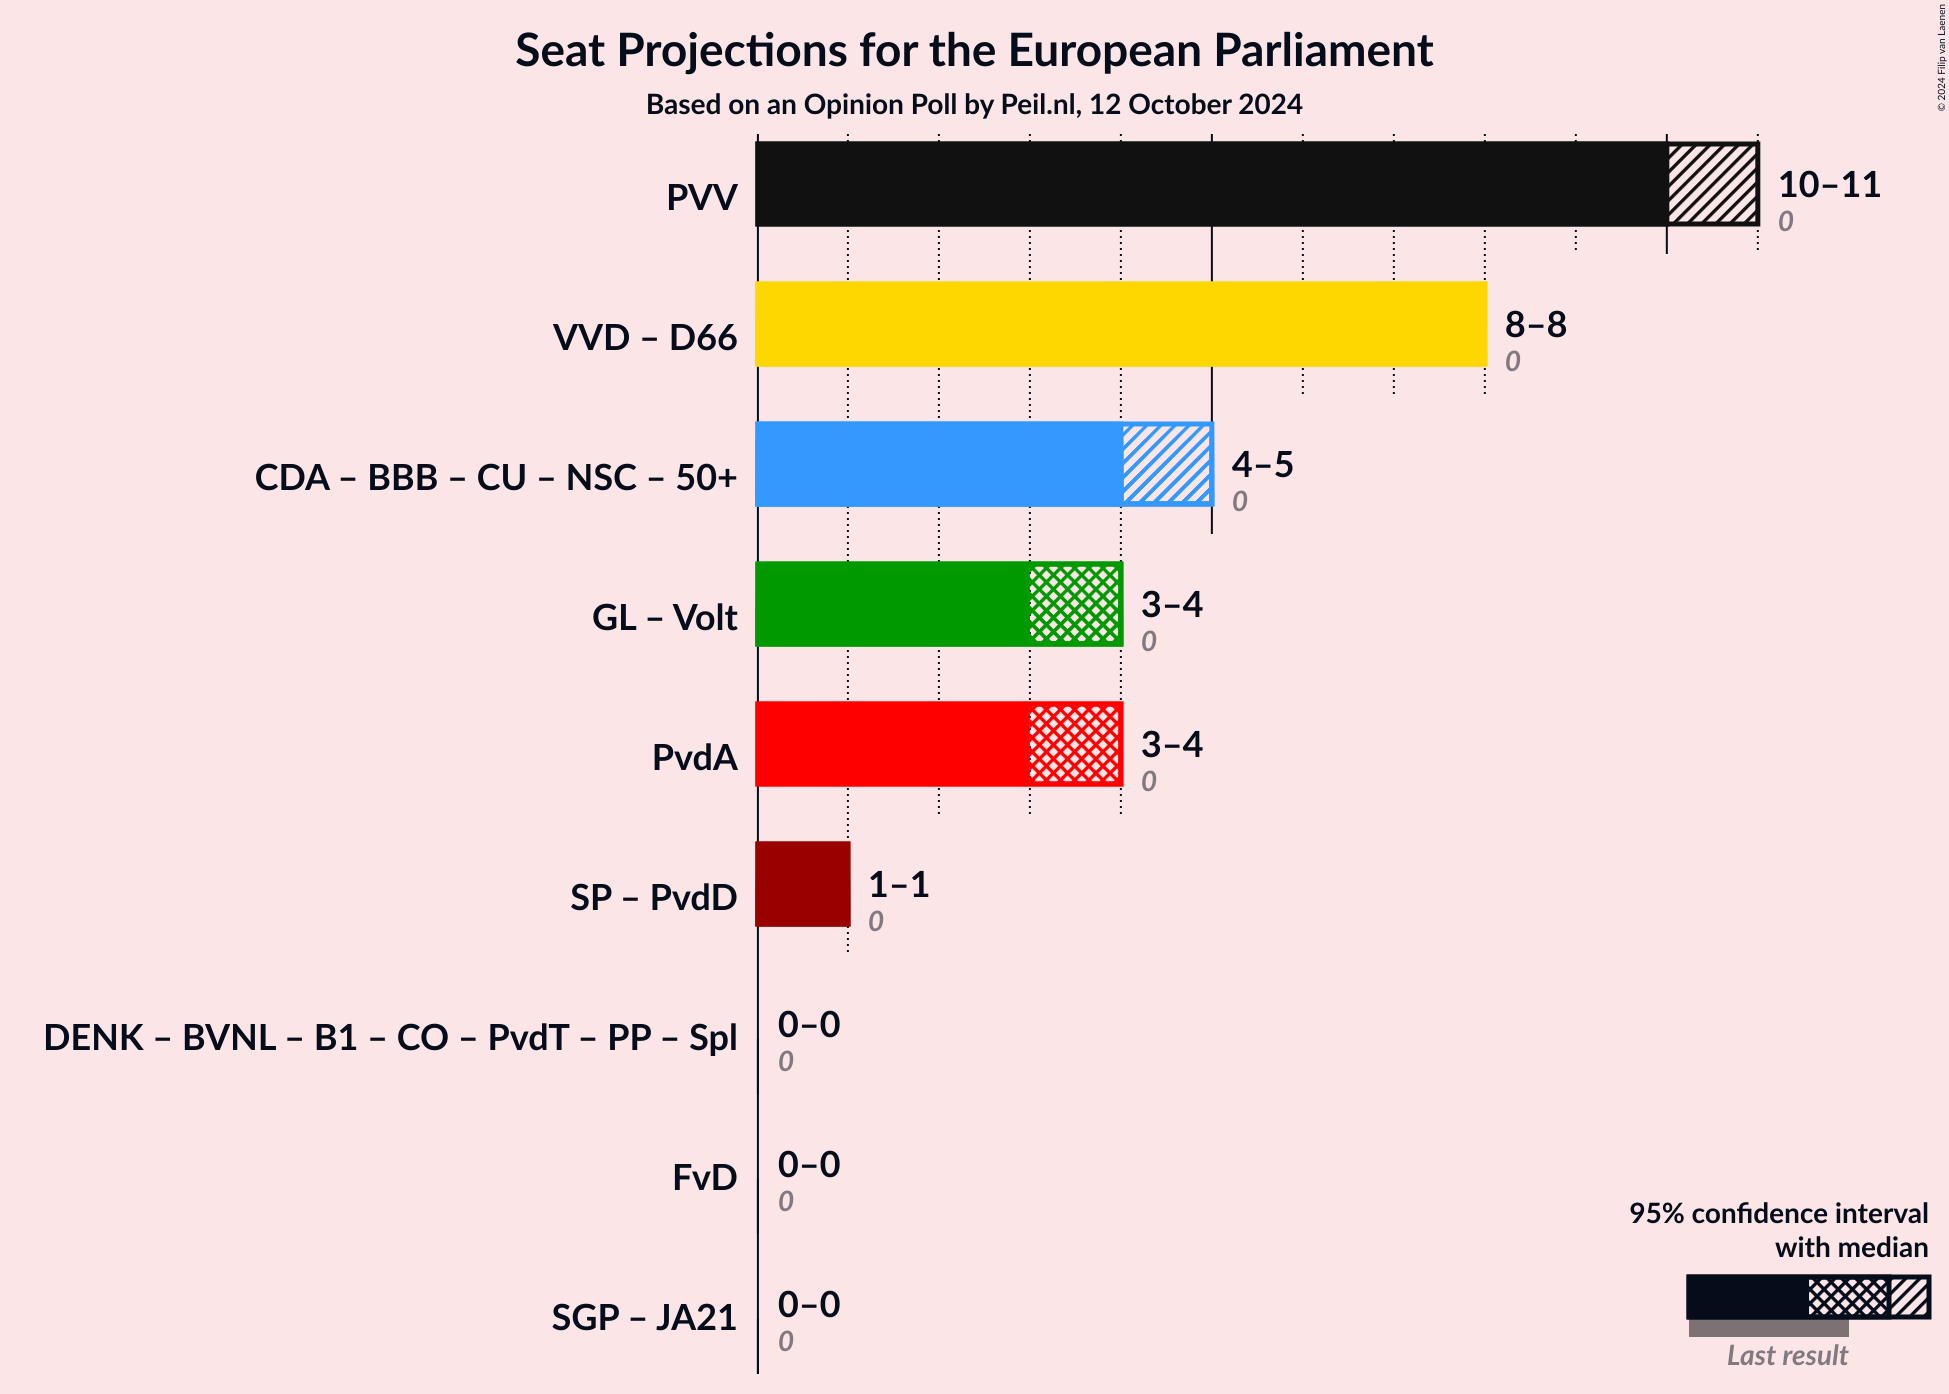 Seat Projections for the European Parliament
Based on an Opinion Poll by Peil.nl, 12 October 2024
© 2024 Filip van Laenen
PVV
10–11
0
VVD – D66
8–8
0
CDA – BBB – CU – NSC – 50+
4–5
0
GL – Volt
3–4
0
PvdA
3–4
0
SP – PvdD
1–1
0
DENK – BVNL – B1 – CO – PvdT – PP – Spl
0–0
0
FvD
0–0
0
SGP – JA21
0–0
0
95% confidence interval
with median
Last result